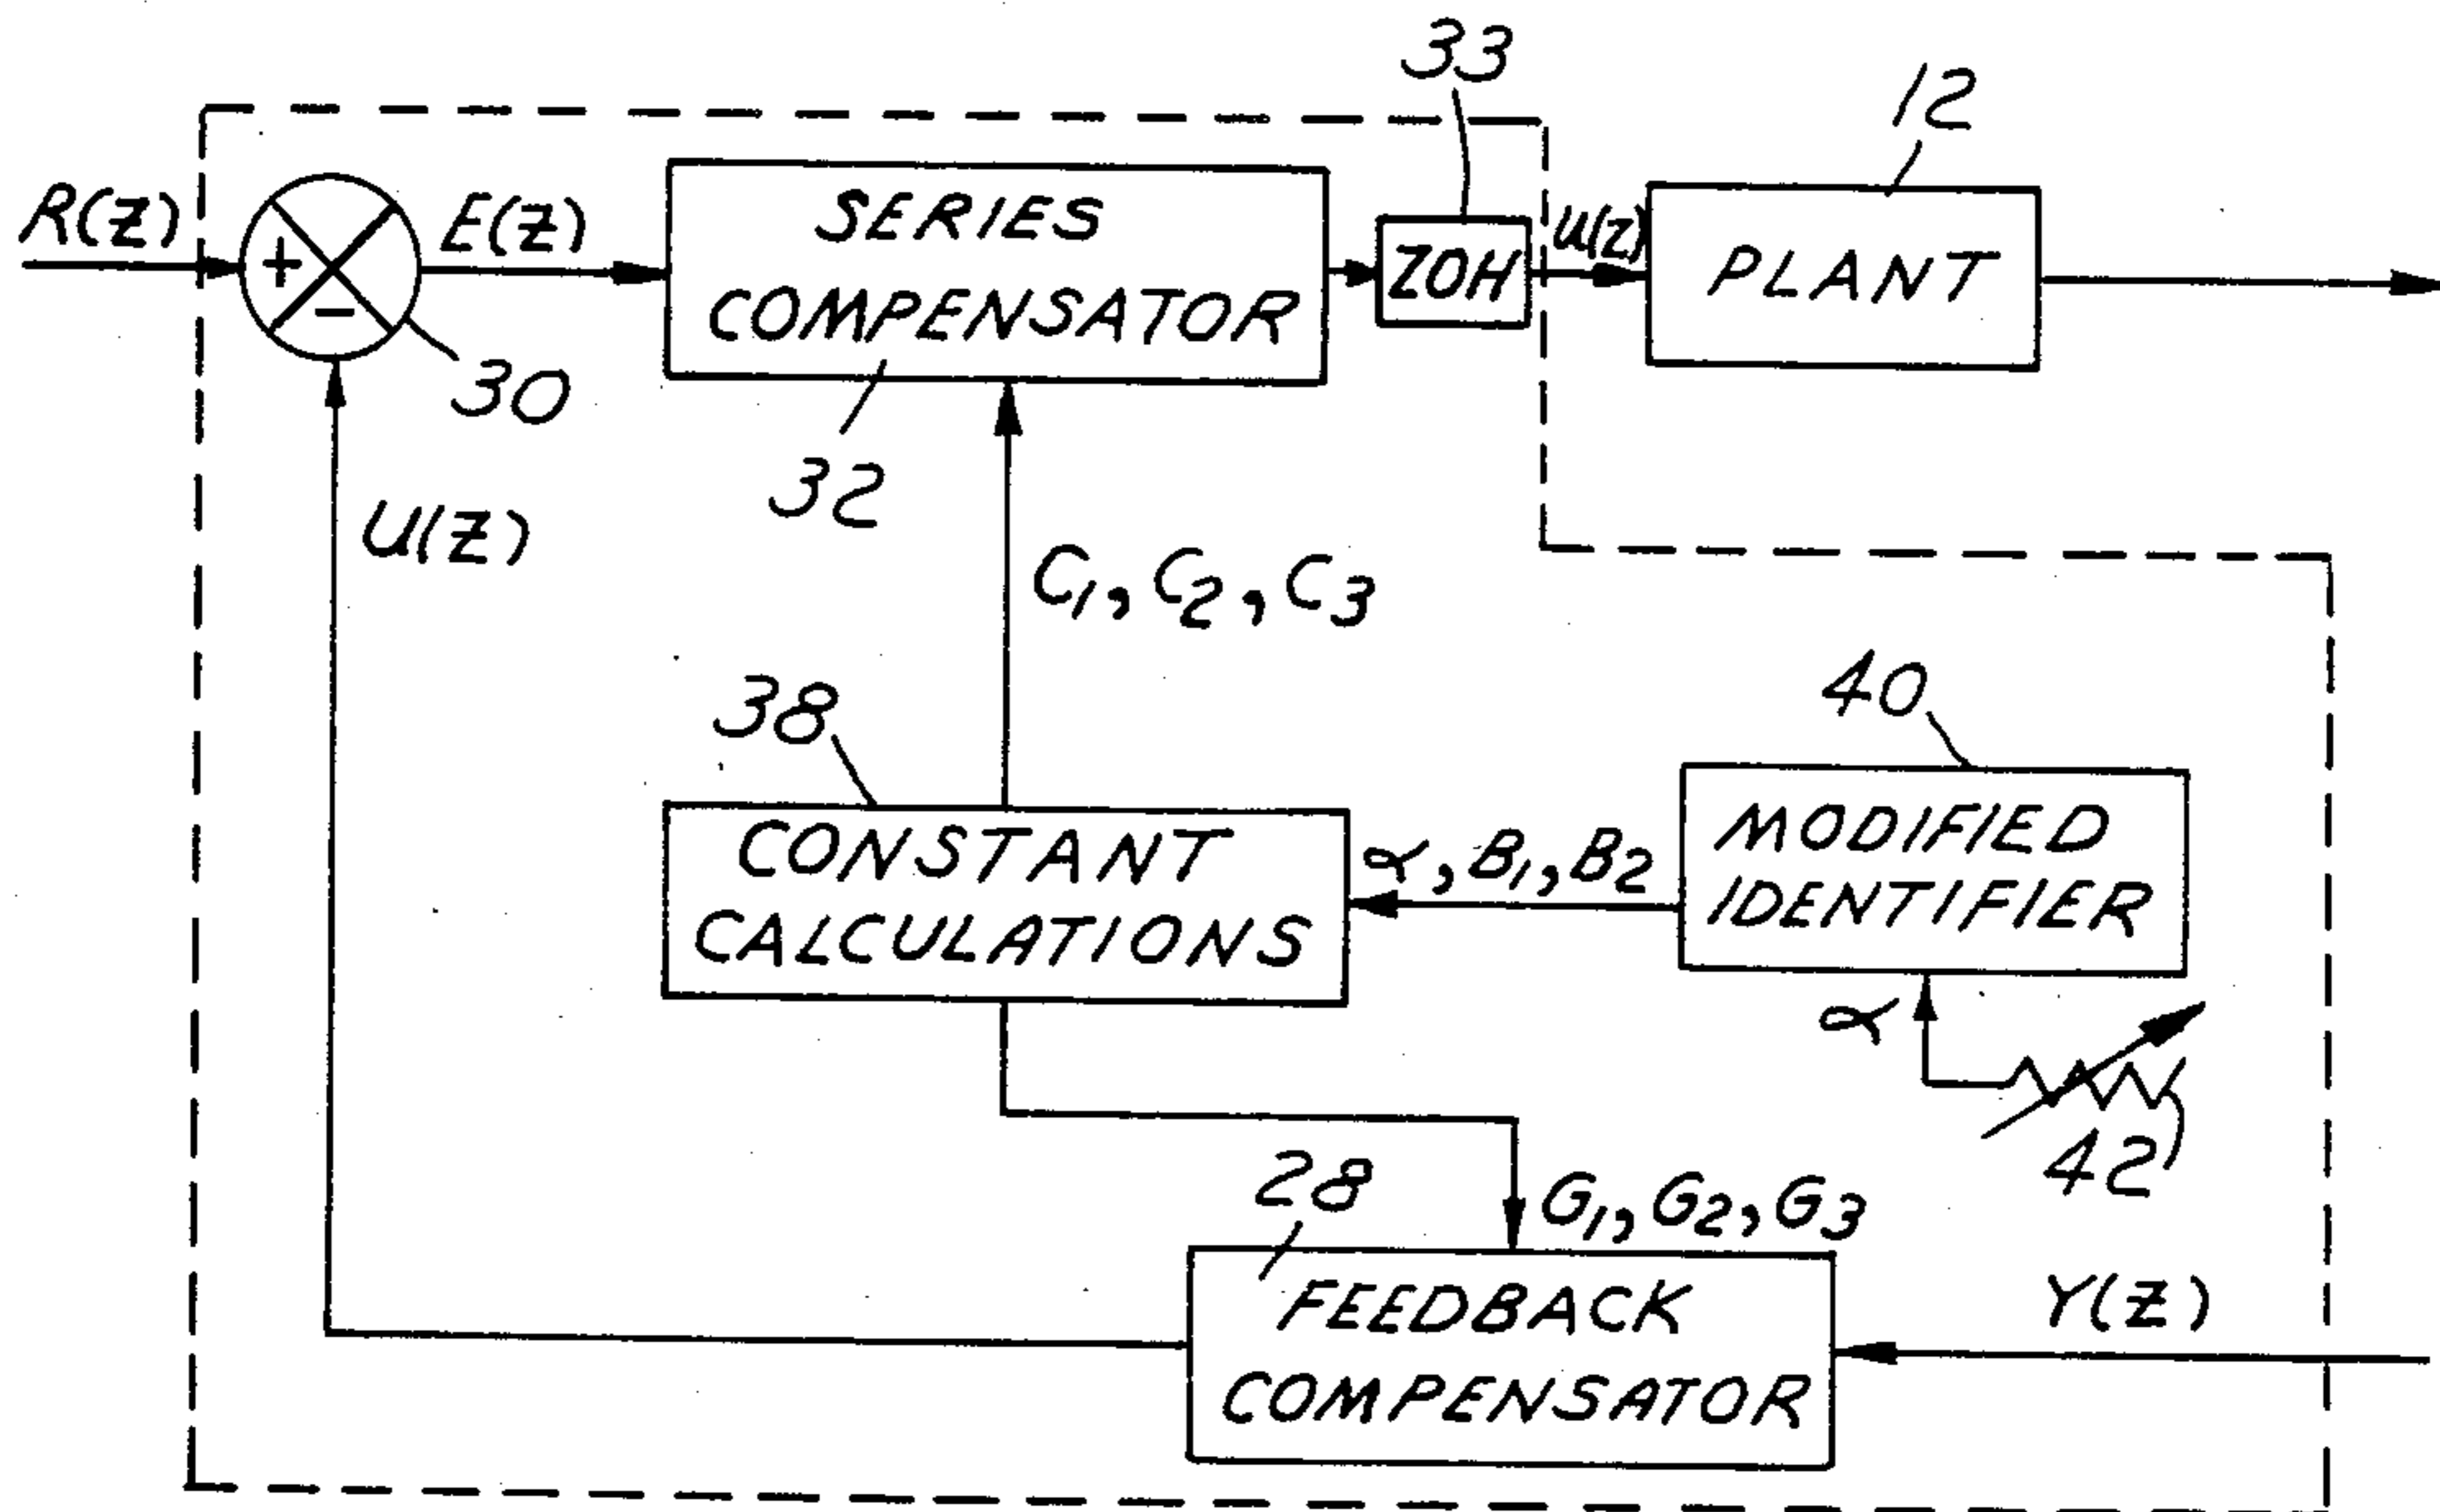 33
12
R(Z)
E(Z)
SERIES
COMPENSATOR
ZOH
U(Z)
PLANT
+
-
30
32
U(Z)
C1, C2, C3
38
40
CONSTANT
CALCULATIONS
α, B1, B2
MODIFIED
IDENTIFIER
α
42
28
G1, G2, G3
FEEDBACK
COMPENSATOR
Y(Z)